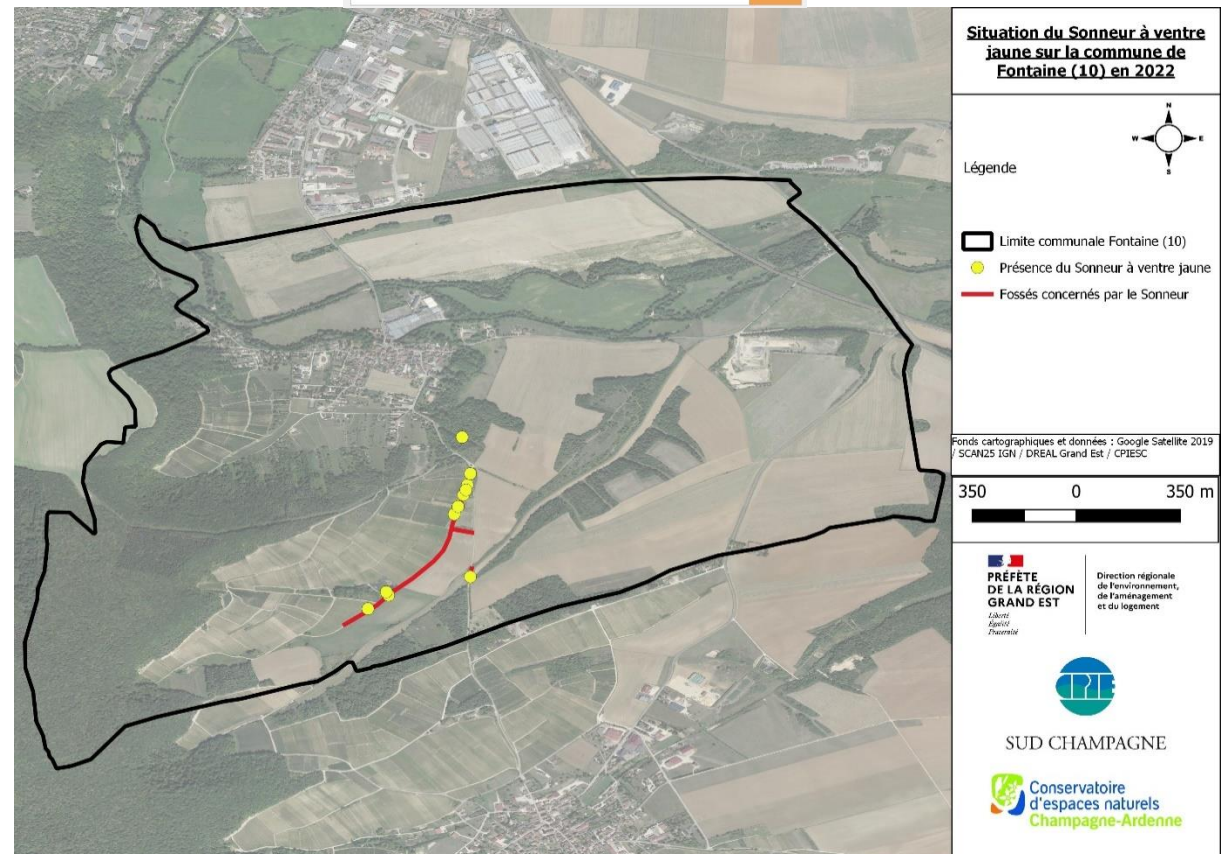 Situation du Sonneur à ventre
jaune sur la commune de
Fontaine (10) en 2022
N
W
E
S
Légende
Limite communale Fontaine (10)
Présence du Sonneur à ventre jaune
Fossés concernés par le Sonneur
Fonds cartographiques et données : Google Satellite 2019
/ SCAN25 IGN / DREAL Grand Est / CPIESC
350 0 350 m
PRÉFÈTE
DE LA RÉGION
GRAND EST
Liberté
Égalité
Fraternité
Direction régionale
de l'environnement,
de l'aménagement
et du logement
CPIE
SUD CHAMPAGNE
Conservatoire
d'espaces naturels
Champagne-Ardenne